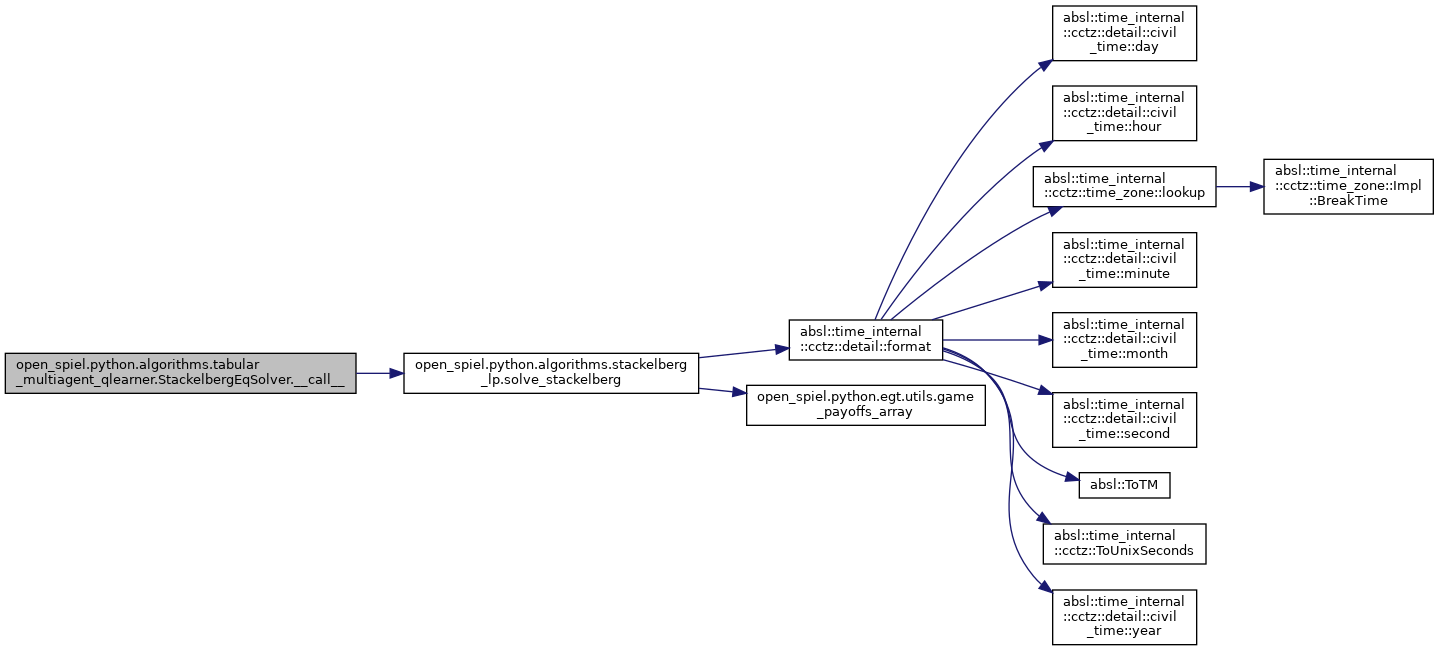 open_spiel.python.algorithms.tabular
_multiagent_qlearner.StackelbergEqSolver.__call__
open_spiel.python.algorithms.stackelberg
_lp.solve_stackelberg
absl::time_internal
::cctz::detail::format
open_spiel.python.egt.utils.game
_payoffs_array
absl::time_internal
::cctz::detail::civil
_time::day
absl::time_internal
::cctz::detail::civil
_time::hour
absl::time_internal
::cctz::time_zone::lookup
absl::time_internal
::cctz::time_zone::Impl
::BreakTime
absl::time_internal
::cctz::detail::civil
_time::minute
absl::time_internal
::cctz::detail::civil
_time::month
absl::time_internal
::cctz::detail::civil
_time::second
absl::ToTM
absl::time_internal
::cctz::ToUnixSeconds
absl::time_internal
::cctz::detail::civil
_time::year